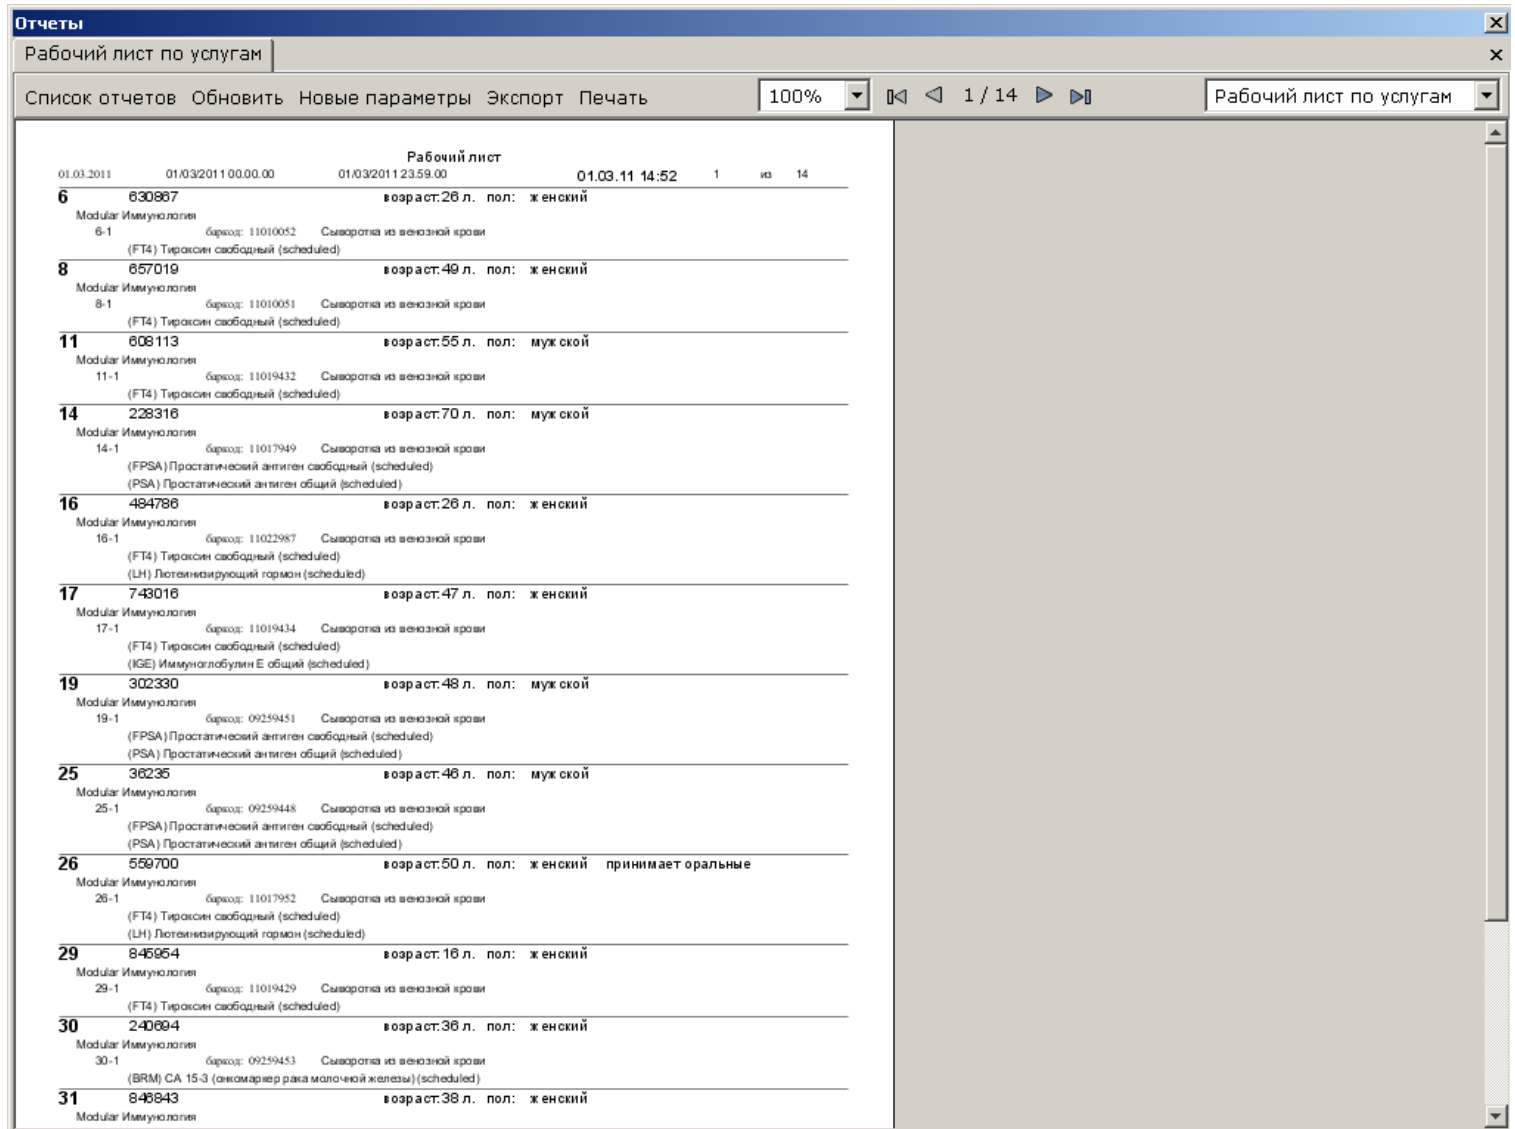 Отчеты
Рабочий лист по услугам
Список отчетов Обновить Новые параметры Экспорт Печать 100% 1 / 14 Рабочий лист по услугам
Рабочий лист
01.03.2011 01/03/2011 00.00.00 01/03/2011 23.59.00 01.03.11 14:52 1 из 14
6 630867 возраст:26 л. пол: женский
Modular Иммунология
6-1 баркод: 11010052 Сыворотка из венозной крови
(FT4) Тироксин свободный (scheduled)
8 657019 возраст:49 л. пол: женский
Modular Иммунология
8-1 баркод: 11010051 Сыворотка из венозной крови
(FT4) Тироксин свободный (scheduled)
11 608113 возраст:55 л. пол: мужской
Modular Иммунология
11-1 баркод: 11019432 Сыворотка из венозной крови
(FT4) Тироксин свободный (scheduled)
14 228316 возраст:70 л. пол: мужской
Modular Иммунология
14-1 баркод: 11017949 Сыворотка из венозной крови
(FPSA) Простатический антиген свободный (scheduled)
(PSA) Простатический антиген общий (scheduled)
16 484786 возраст:26 л. пол: женский
Modular Иммунология
16-1 баркод: 11022987 Сыворотка из венозной крови
(FT4) Тироксин свободный (scheduled)
(LH) Лютеинизирующий гормон (scheduled)
17 743016 возраст:47 л. пол: женский
Modular Иммунология
17-1 баркод: 11019434 Сыворотка из венозной крови
(FT4) Тироксин свободный (scheduled)
(IGE) Иммуноглобулин E общий (scheduled)
19 302330 возраст:48 л. пол: мужской
Modular Иммунология
19-1 баркод: 09259451 Сыворотка из венозной крови
(FPSA) Простатический антиген свободный (scheduled)
(PSA) Простатический антиген общий (scheduled)
25 36235 возраст:46 л. пол: мужской
Modular Иммунология
25-1 баркод: 09259448 Сыворотка из венозной крови
(FPSA) Простатический антиген свободный (scheduled)
(PSA) Простатический антиген общий (scheduled)
26 559700 возраст:50 л. пол: женский принимает оральные
Modular Иммунология
26-1 баркод: 11017952 Сыворотка из венозной крови
(FT4) Тироксин свободный (scheduled)
(LH) Лютеинизирующий гормон (scheduled)
29 845954 возраст:16 л. пол: женский
Modular Иммунология
29-1 баркод: 11019429 Сыворотка из венозной крови
(FT4) Тироксин свободный (scheduled)
30 240694 возраст:36 л. пол: женский
Modular Иммунология
30-1 баркод: 09259453 Сыворотка из венозной крови
(BRM) CA 15-3 (онкомаркер рака молочной железы) (scheduled)
31 846843 возраст:38 л. пол: женский
Modular Иммунология